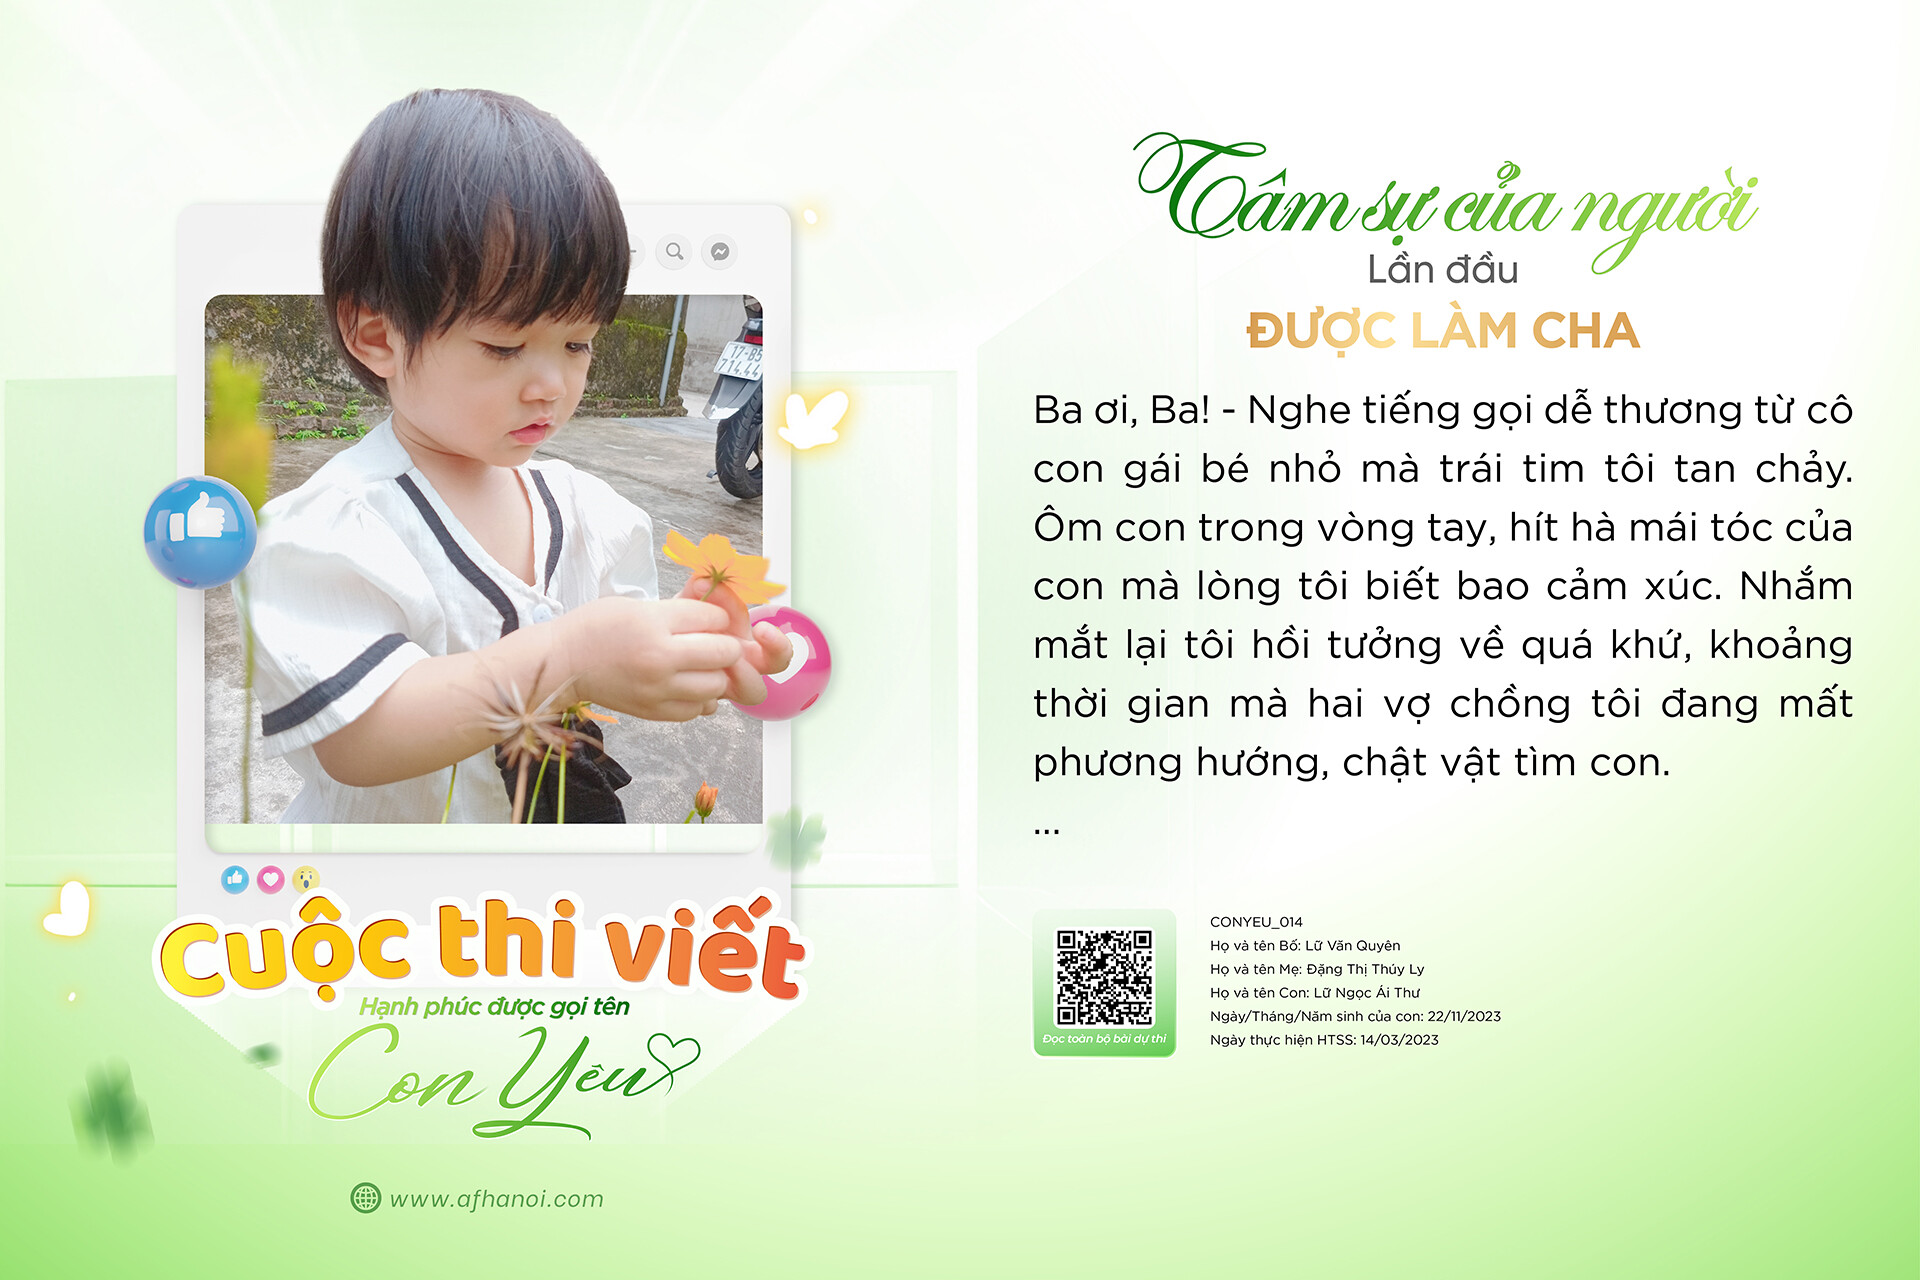 17-B5
714.44
Cuộc thi viết
Hạnh phúc được gọi tên
Con Yêu
www.afhanoi.com
Tâm sự của người
Lần đầu
ĐƯỢC LÀM CHA
Ba ơi, Ba! - Nghe tiếng gọi dễ thương từ cô
con gái bé nhỏ mà trái tim tôi tan chảy.
Ôm con trong vòng tay, hít hà mái tóc của
con mà lòng tôi biết bao cảm xúc. Nhắm
mắt lại tôi hồi tưởng về quá khứ, khoảng
thời gian mà hai vợ chồng tôi đang mất
phương hướng, chật vật tìm con.
...
Đọc toàn bộ bài dự thi
CONYEU_014
Họ và tên Bố: Lữ Văn Quyên
Họ và tên Mẹ: Đặng Thị Thúy Ly
Họ và tên Con: Lữ Ngọc Ái Thư
Ngày/Tháng/Năm sinh của con: 22/11/2023
Ngày thực hiện HTSS: 14/03/2023